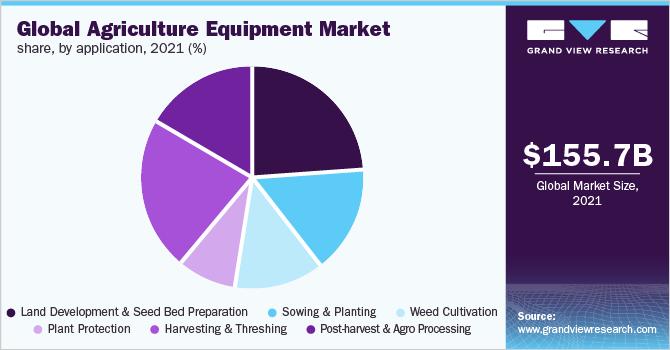 Global Agriculture Equipment Market
share, by application, 2021 (%)
GRAND VIEW RESEARCH
$155.7B
Global Market Size,
2021
Land Development & Seed Bed Preparation
Sowing & Planting
Weed Cultivation
Plant Protection
Harvesting & Threshing
Post-harvest & Agro Processing
Source:
www.grandviewresearch.com